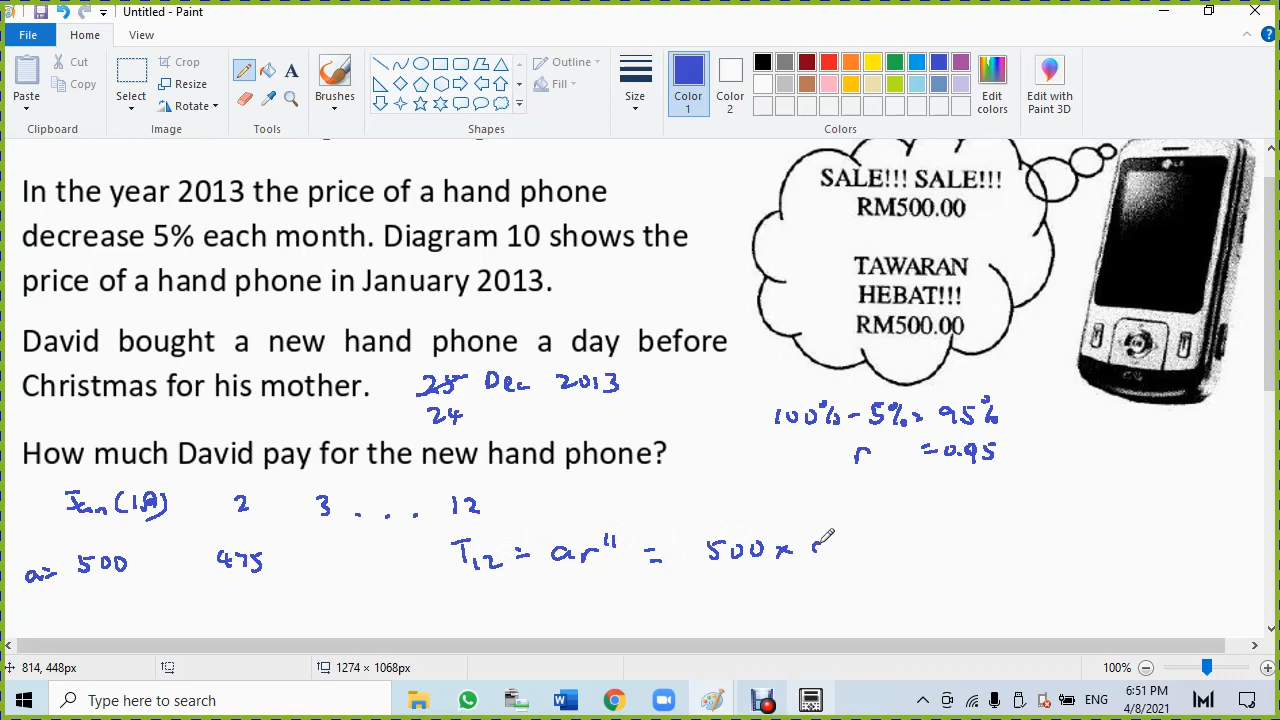 Untitled - Paint
File Home View
Paste Cut Copy Clipboard
Select Crop Resize Rotate Image
Tools
Brushes
Outline Fill Shapes
Size
Color 1 Color 2 Edit colors Colors
Edit with Paint 3D
In the year 2013 the price of a hand phone
decrease 5% each month. Diagram 10 shows the
price of a hand phone in January 2013.
David bought a new hand phone a day before
Christmas for his mother. 25 Dec 2013
24
How much David pay for the new hand phone?
SALE!!! SALE!!!
RM500.00
TAWARAN
HEBAT!!!
RM500.00
LG
100% - 5% = 95%
r = 0.95
2 3 . . . 12
a= 500 475
T12 = ar¹¹ = 500 ×
814, 448px 1274 × 1068px 100%
Type here to search
ENG
6:51 PM
4/8/2021